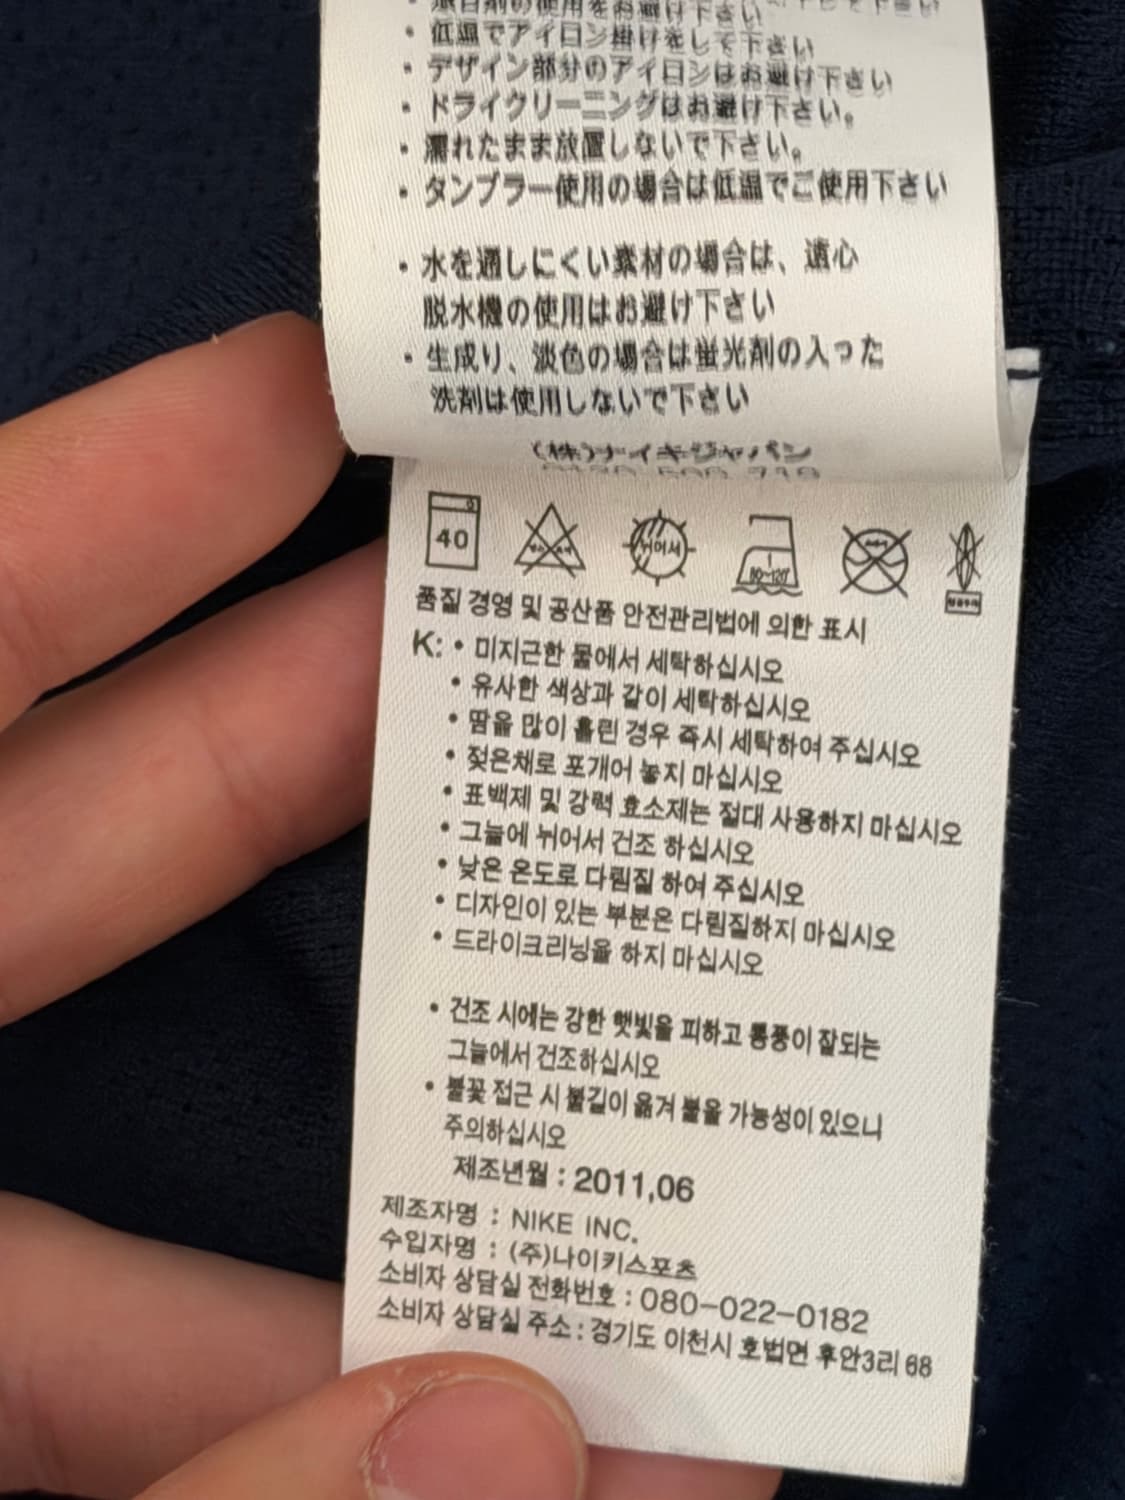 ・低温でアイロン掛けをして下さい
・デザイン部分のアイロンはお避け下さい
・ドライクリーニングはお避け下さい。
・濡れたまま放置しないで下さい。
・タンブラー使用の場合は低温でご使用下さい
・水を通しにくい素材の場合は、遠心
脱水機の使用はお避け下さい
・生成り、淡色の場合は蛍光剤の入った
洗剤は使用しないで下さい
(株)ナイキジャパン
40 뉘어서 80~120°
품질 경영 및 공산품 안전관리법에 의한 표시
K: • 미지근한 물에서 세탁하십시오
• 유사한 색상과 같이 세탁하십시오
• 땀을 많이 흘린 경우 즉시 세탁하여 주십시오
• 젖은채로 포개어 놓지 마십시오
• 표백제 및 강력 효소제는 절대 사용하지 마십시오
• 그늘에 뉘어서 건조 하십시오
• 낮은 온도로 다림질 하여 주십시오
• 디자인이 있는 부분은 다림질하지 마십시오
• 드라이크리닝을 하지 마십시오
• 건조 시에는 강한 햇빛을 피하고 통풍이 잘되는
그늘에서 건조하십시오
• 불꽃 접근 시 불길이 옮겨 붙을 가능성이 있으니
주의하십시오
제조년월 : 2011,06
제조자명 : NIKE INC.
수입자명 : (주)나이키스포츠
소비자 상담실 전화번호 : 080-022-0182
소비자 상담실 주소 : 경기도 이천시 호법면 후안3리 68